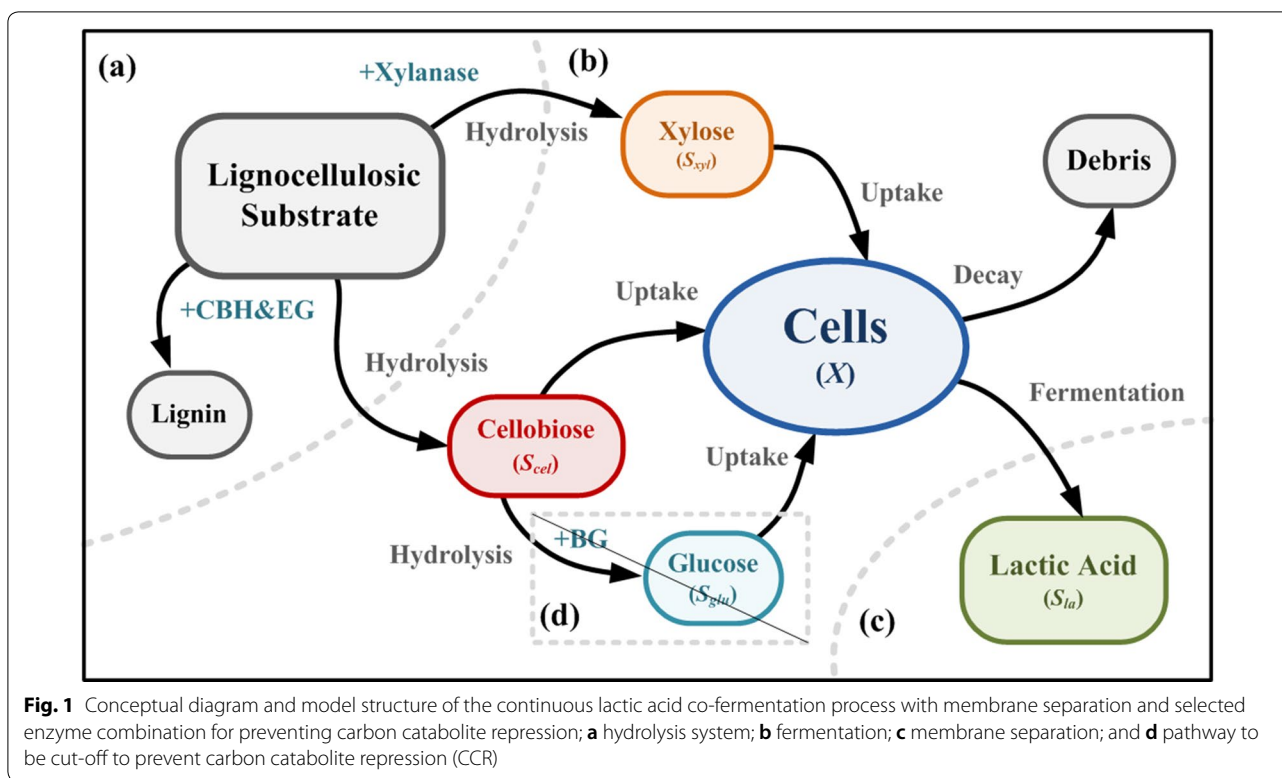 (a)
+Xylanase
(b)
Hydrolysis
Xylose
(Sxyl)
Debris
Lignocellulosic
Substrate
Uptake
+CBH&EG
Uptake
Decay
Cells
(X)
Hydrolysis
Lignin
Cellobiose
(Scel)
Fermentation
Uptake
Hydrolysis
+BG
Glucose
(Sglu)
(d)
(c)
Lactic Acid
(Sla)
Fig. 1 Conceptual diagram and model structure of the continuous lactic acid co-fermentation process with membrane separation and selected
enzyme combination for preventing carbon catabolite repression; a hydrolysis system; b fermentation; c membrane separation; and d pathway to
be cut-off to prevent carbon catabolite repression (CCR)